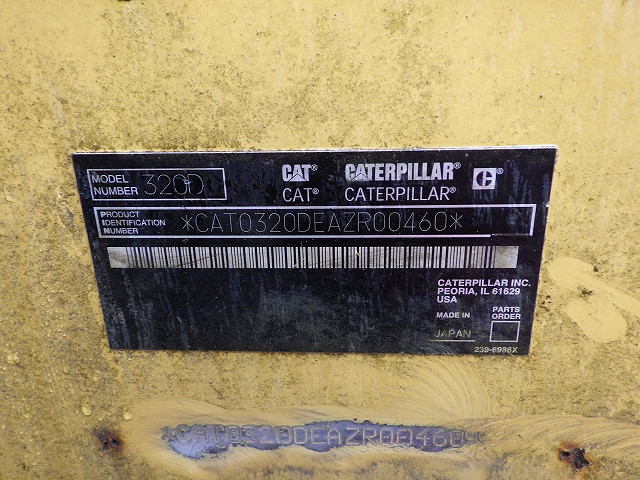 MODEL NUMBER 320D
CAT® CATERPILLAR® C
CAT® CATERPILLAR®
PRODUCT IDENTIFICATION NUMBER *CAT0320DEAZR00460*
CATERPILLAR INC.
PEORIA, IL 61629
USA
MADE IN JAPAN
PARTS ORDER
239-6986X
*CAT0320DEAZR00460*